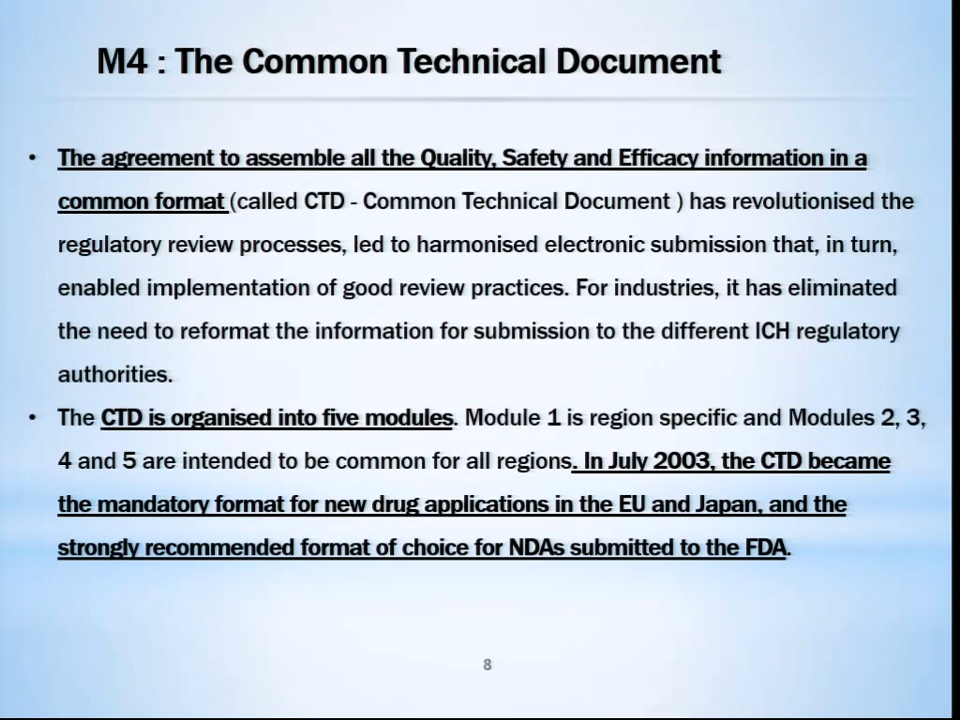 M4 : The Common Technical Document
• The agreement to assemble all the Quality, Safety and Efficacy information in a
common format (called CTD - Common Technical Document ) has revolutionised the
regulatory review processes, led to harmonised electronic submission that, in turn,
enabled implementation of good review practices. For industries, it has eliminated
the need to reformat the information for submission to the different ICH regulatory
authorities.
• The CTD is organised into five modules. Module 1 is region specific and Modules 2, 3,
4 and 5 are intended to be common for all regions. In July 2003, the CTD became
the mandatory format for new drug applications in the EU and Japan, and the
strongly recommended format of choice for NDAs submitted to the FDA.
8